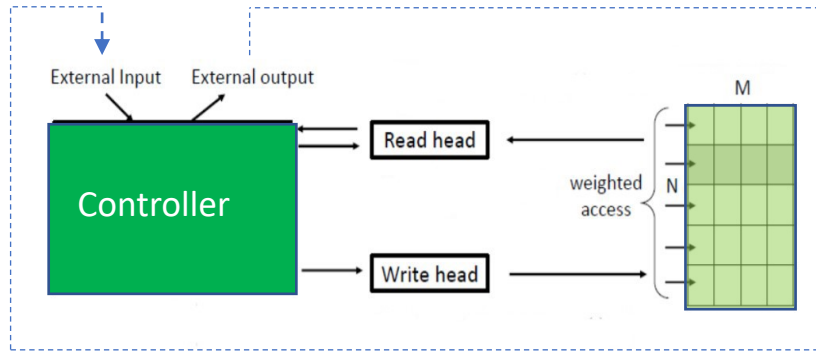 External Input
External output
M
Read head
Controller
weighted
access
N
Write head